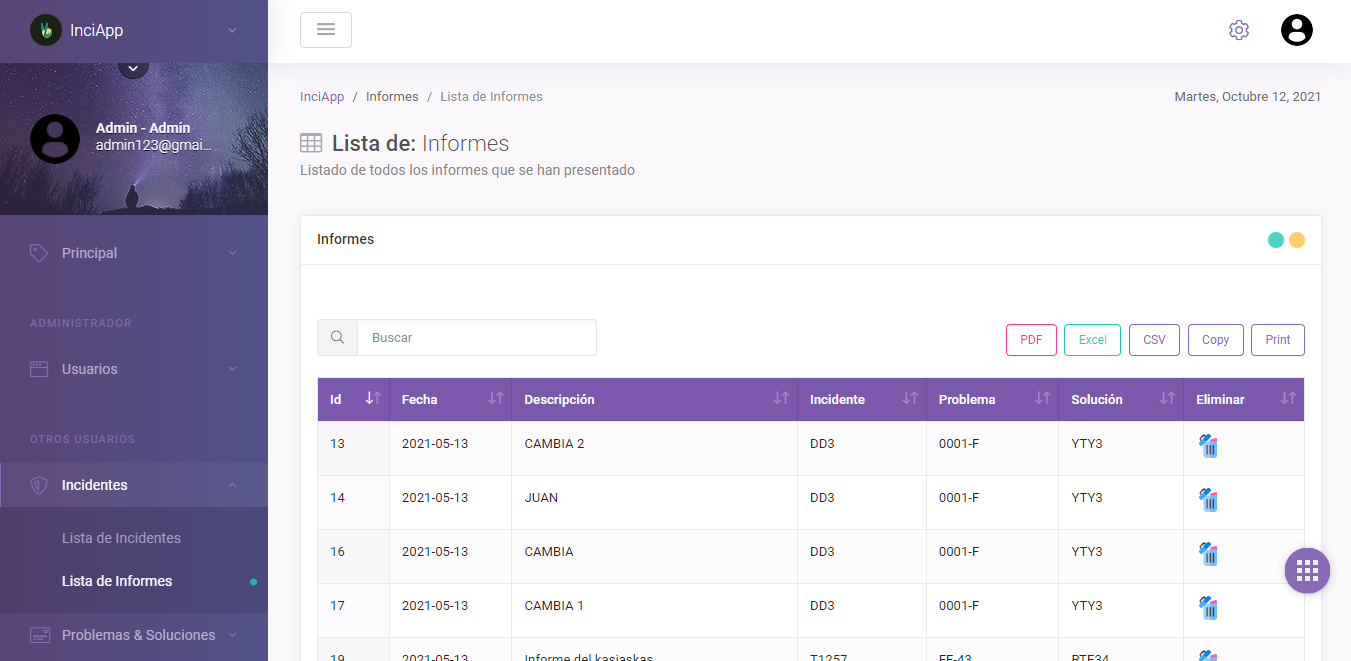 InciApp
Admin - Admin
admin123@gmai...
Principal
ADMINISTRADOR
Usuarios
OTROS USUARIOS
Incidentes
Lista de Incidentes
Lista de Informes
Problemas & Soluciones
InciApp / Informes / Lista de Informes
Martes, Octubre 12, 2021
Lista de: Informes
Listado de todos los informes que se han presentado
Informes
Buscar
PDF Excel CSV Copy Print
Id Fecha Descripción Incidente Problema Solución Eliminar
13 2021-05-13 CAMBIA 2 DD3 0001-F YTY3
14 2021-05-13 JUAN DD3 0001-F YTY3
16 2021-05-13 CAMBIA DD3 0001-F YTY3
17 2021-05-13 CAMBIA 1 DD3 0001-F YTY3
19 2021-05-13 Informe del kasjaskas T1257 FF-43 RTF34